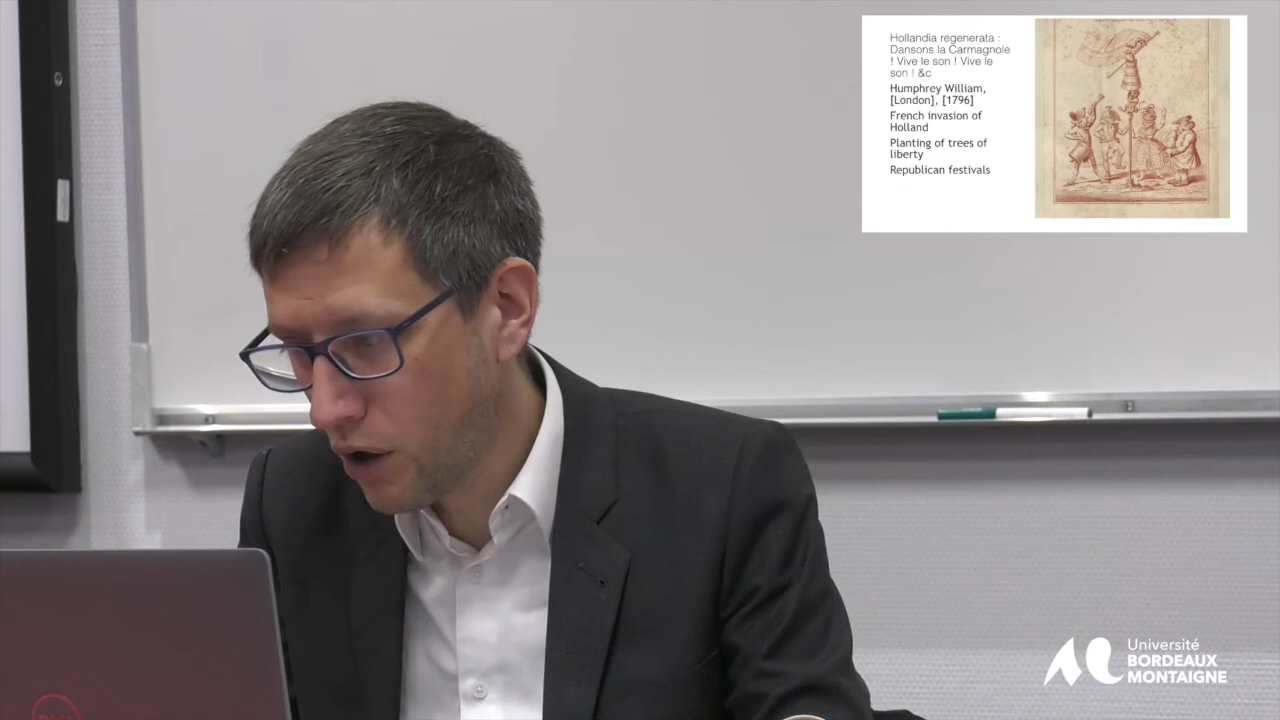 Hollandia regenerata :
Dansons la Carmagnole
! Vive le son ! Vive le
son ! &c
Humphrey William,
[London], [1796]
French invasion of
Holland
Planting of trees of
liberty
Republican festivals
Université
BORDEAUX
MONTAIGNE